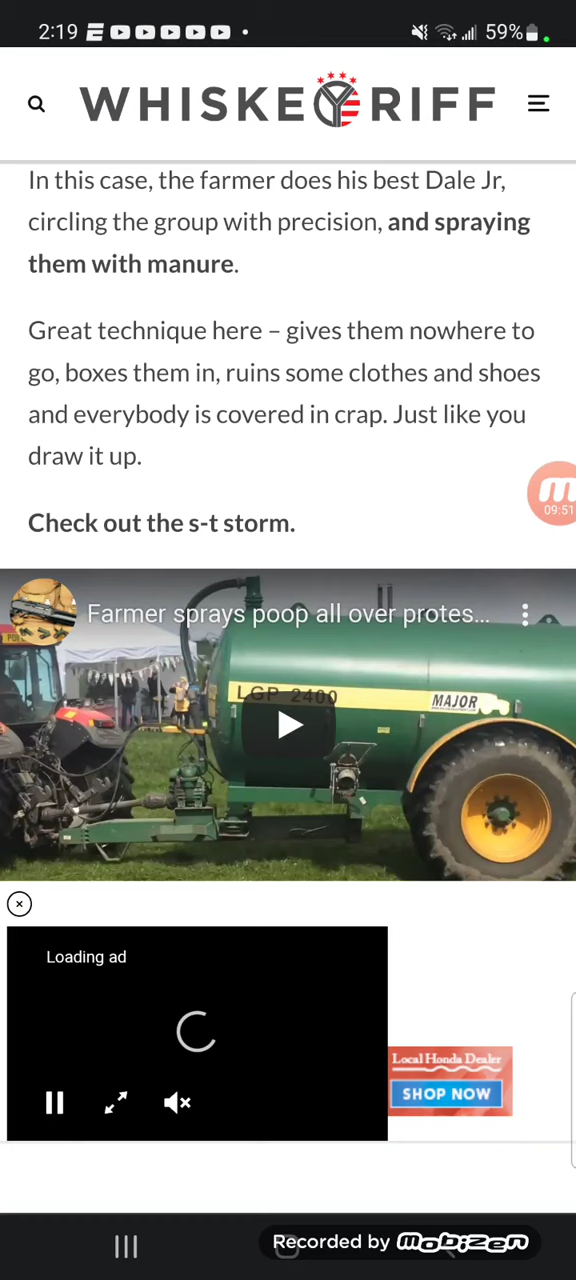 2:19
59%
WHISKEY RIFF
In this case, the farmer does his best Dale Jr,
circling the group with precision, and spraying
them with manure.
Great technique here – gives them nowhere to
go, boxes them in, ruins some clothes and shoes
and everybody is covered in crap. Just like you
draw it up.
09:51
Check out the s-t storm.
Farmer sprays poop all over protes...
LGP 2400
MAJOR
Loading ad
Local Honda Dealer
SHOP NOW
Recorded by mobizen